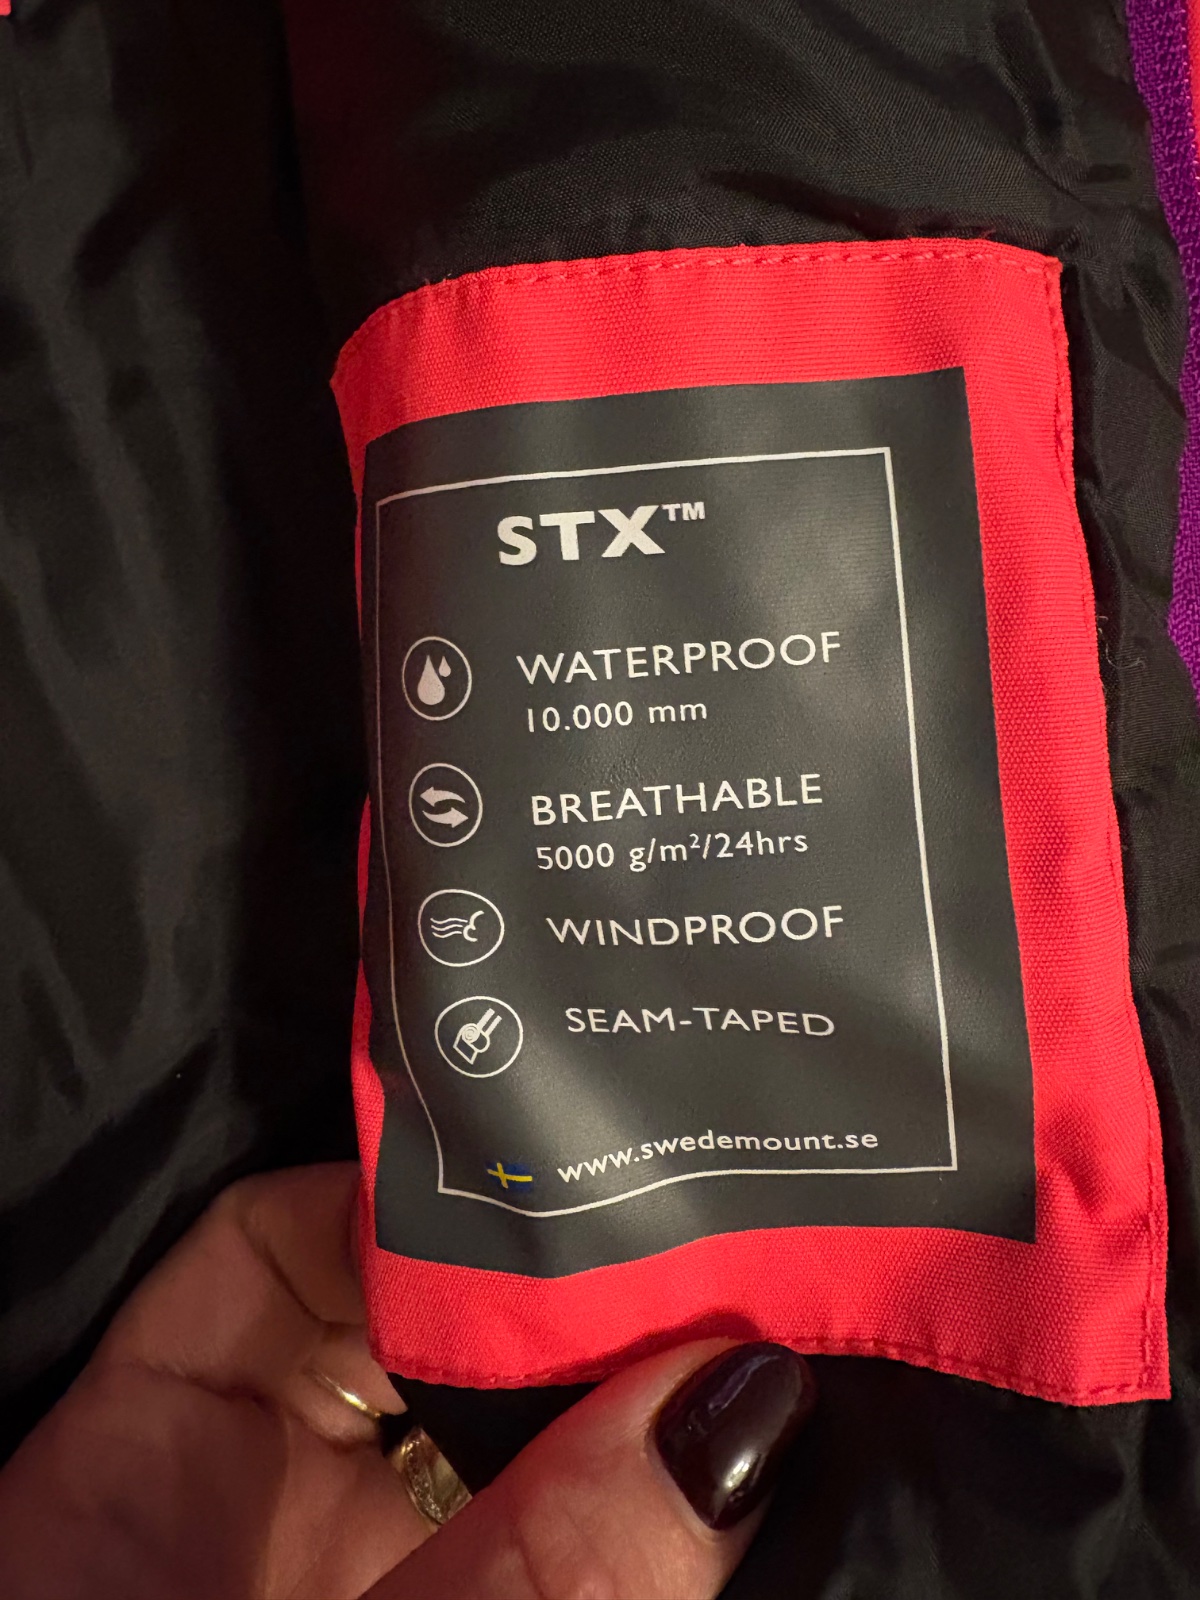 STX™
WATERPROOF
10.000 mm
BREATHABLE
5000 g/m²/24hrs
WINDPROOF
SEAM-TAPED
www.swedemount.se